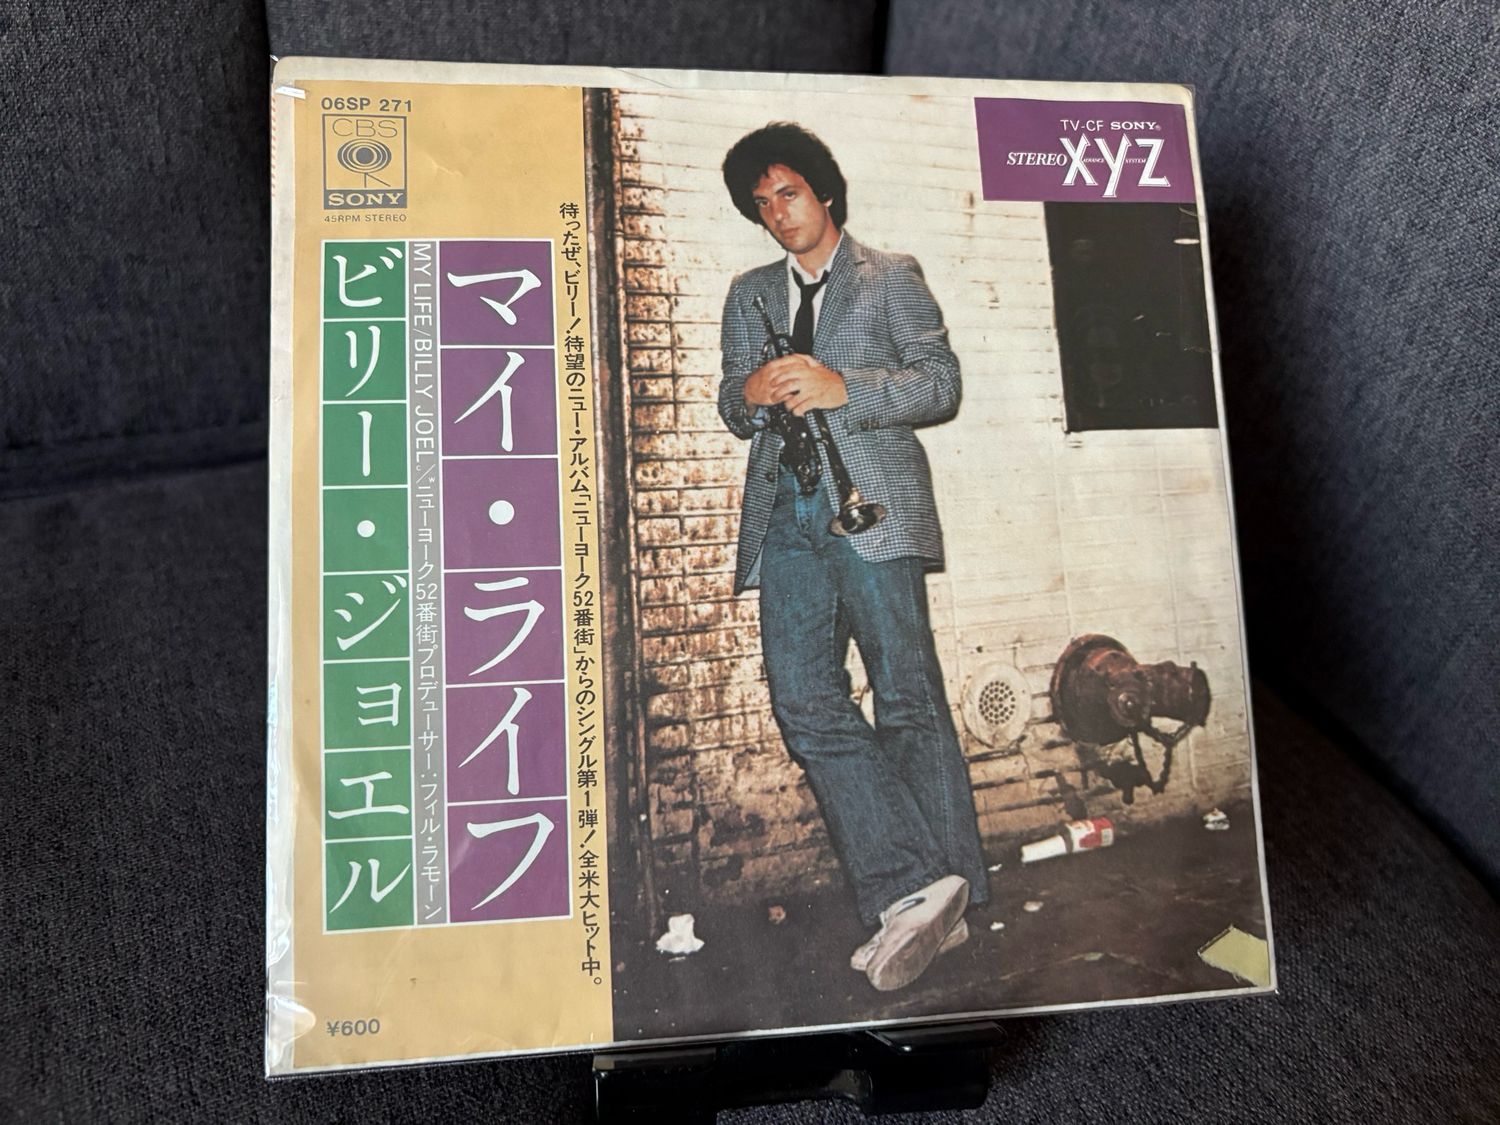 06SP 271
CBS
SONY
45RPM STEREO
TV-CF SONY®
STEREO XYZ
ADVANCE SYSTEM
待ったぜ、ビリー!待望のニュー・アルバム「ニューヨーク52番街」からのシングル第1弾!全米大ヒット中。
マイ・ライフ
MY LIFE/BILLY JOEL/wニューヨーク52番街プロデューサー:フィル・ラモーン
ビリー・ジョエル
¥600